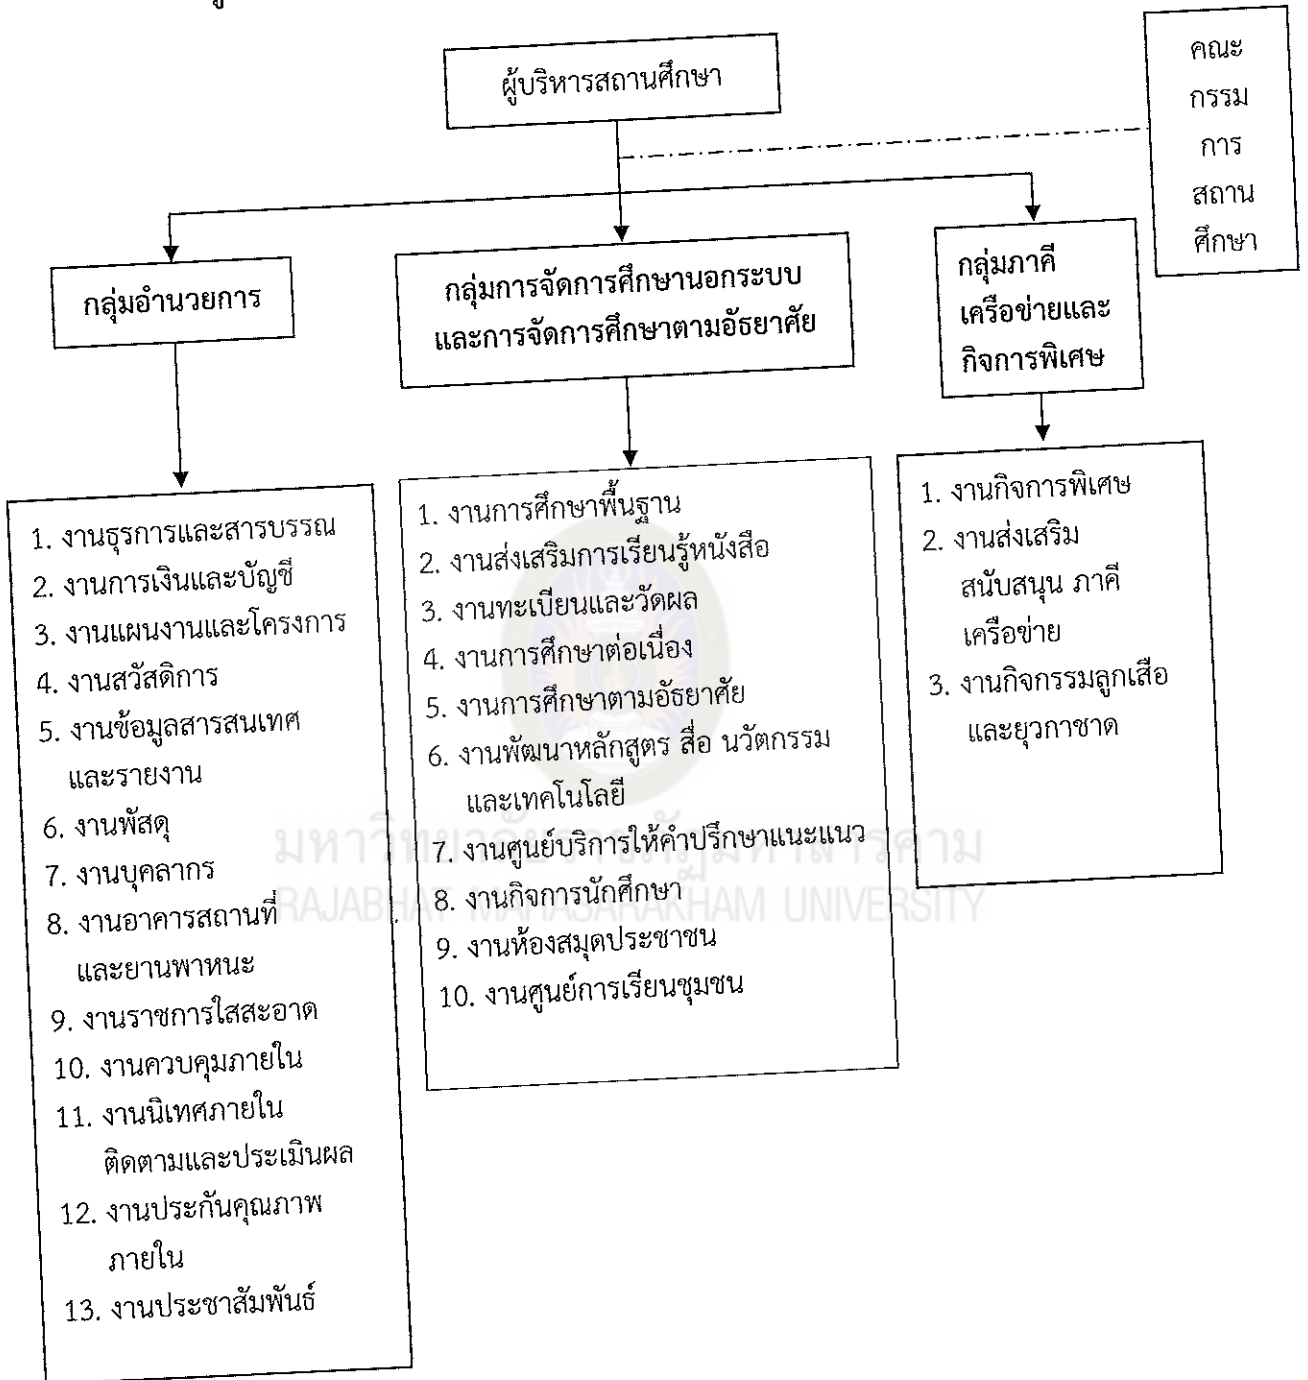 ผู้บริหารสถานศึกษา
คณะ
กรรม
การ
สถาน
ศึกษา
กลุ่มอำนวยการ
กลุ่มการจัดการศึกษานอกระบบ
และการจัดการศึกษาตามอัธยาศัย
กลุ่มภาคี
เครือข่ายและ
กิจการพิเศษ
1. งานธุรการและสารบรรณ
2. งานการเงินและบัญชี
3. งานแผนงานและโครงการ
4. งานสวัสดิการ
5. งานข้อมูลสารสนเทศ
และรายงาน
6. งานพัสดุ
7. งานบุคลากร
8. งานอาคารสถานที่
และยานพาหนะ
9. งานราชการใสสะอาด
10. งานควบคุมภายใน
11. งานนิเทศภายใน
ติดตามและประเมินผล
12. งานประกันคุณภาพ
ภายใน
13. งานประชาสัมพันธ์
1. งานการศึกษาพื้นฐาน
2. งานส่งเสริมการเรียนรู้หนังสือ
3. งานทะเบียนและวัดผล
4. งานการศึกษาต่อเนื่อง
5. งานการศึกษาตามอัธยาศัย
6. งานพัฒนาหลักสูตร สื่อ นวัตกรรม
และเทคโนโลยี
7. งานศูนย์บริการให้คำปรึกษาแนะแนว
8. งานกิจการนักศึกษา
9. งานห้องสมุดประชาชน
10. งานศูนย์การเรียนชุมชน
1. งานกิจการพิเศษ
2. งานส่งเสริม
สนับสนุน ภาคี
เครือข่าย
3. งานกิจกรรมลูกเสือ
และยุวกาชาด
มหาวิทยาลัยราชภัฏมหาสารคาม
RAJABHAT MAHASARAKHAM UNIVERSITY